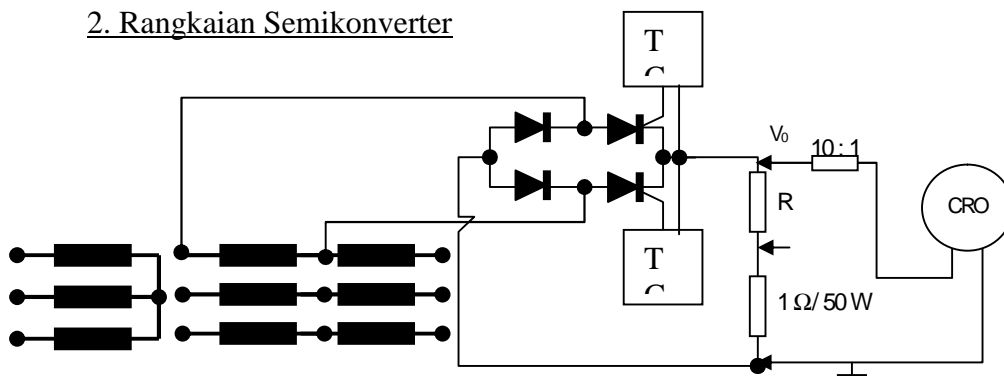 2. Rangkaian Semikonverter
T
C
V0
10 : 1
R
CRO
T
C
1 Ω/ 50 W